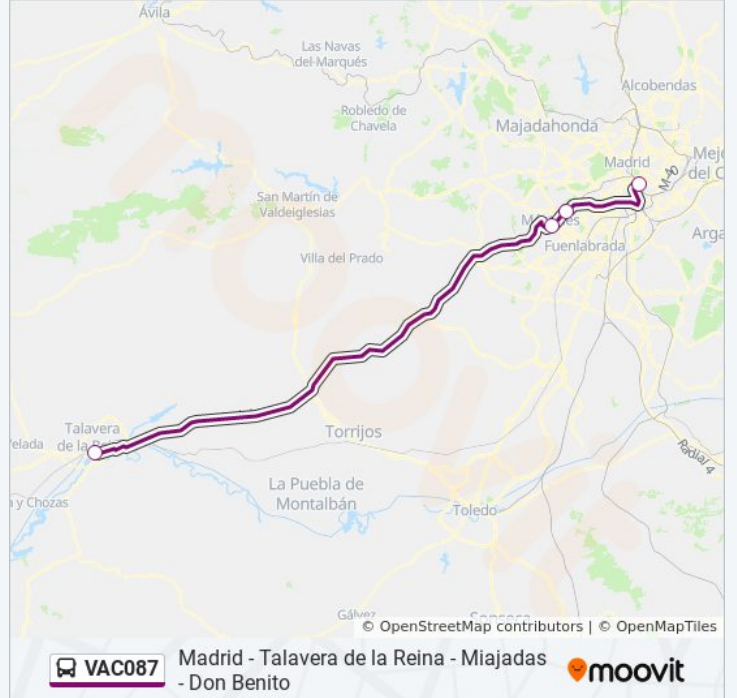 Ávila
Las Navas
del Marqués
Alcobendas
Robledo de
Chavela
Majadahonda
Madrid
M-40
San Martín de
Valdeiglesias
Fuenlabrada
Villa del Prado
Talavera
de la
Torrijos
La Puebla de
Montalbán
y Chozas
Radial 4
Toledo
Gálvez
© OpenStreetMap contributors | © OpenMapTiles
VAC087
Madrid - Talavera de la Reina - Miajadas
- Don Benito
moovit